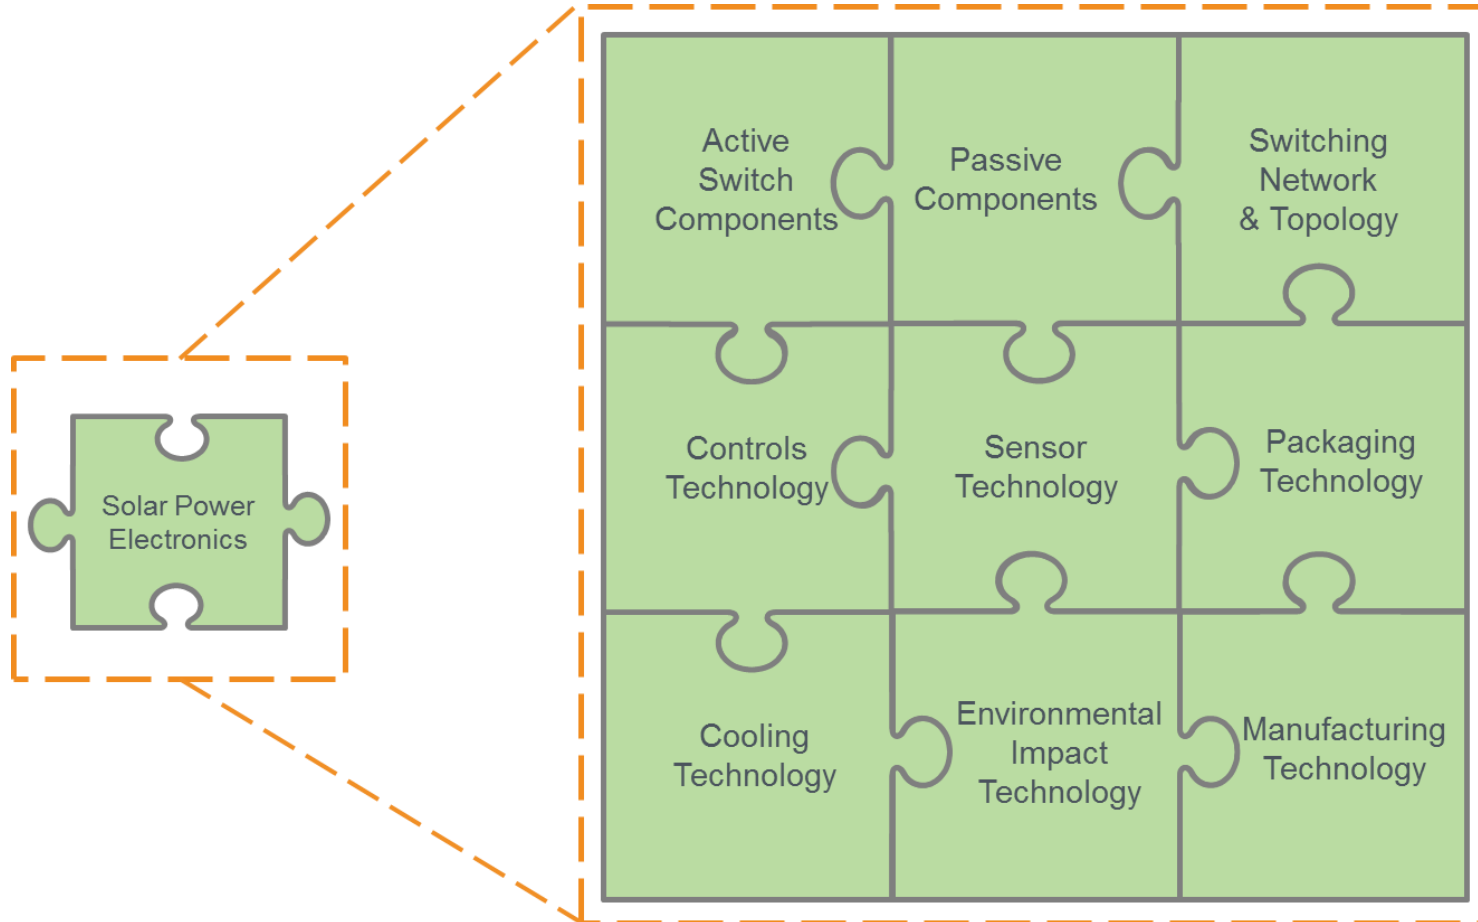 Solar Power
Electronics
Active
Switch
Components
Passive
Components
Switching
Network
& Topology
Controls
Technology
Sensor
Technology
Packaging
Technology
Cooling
Technology
Environmental
Impact
Technology
Manufacturing
Technology